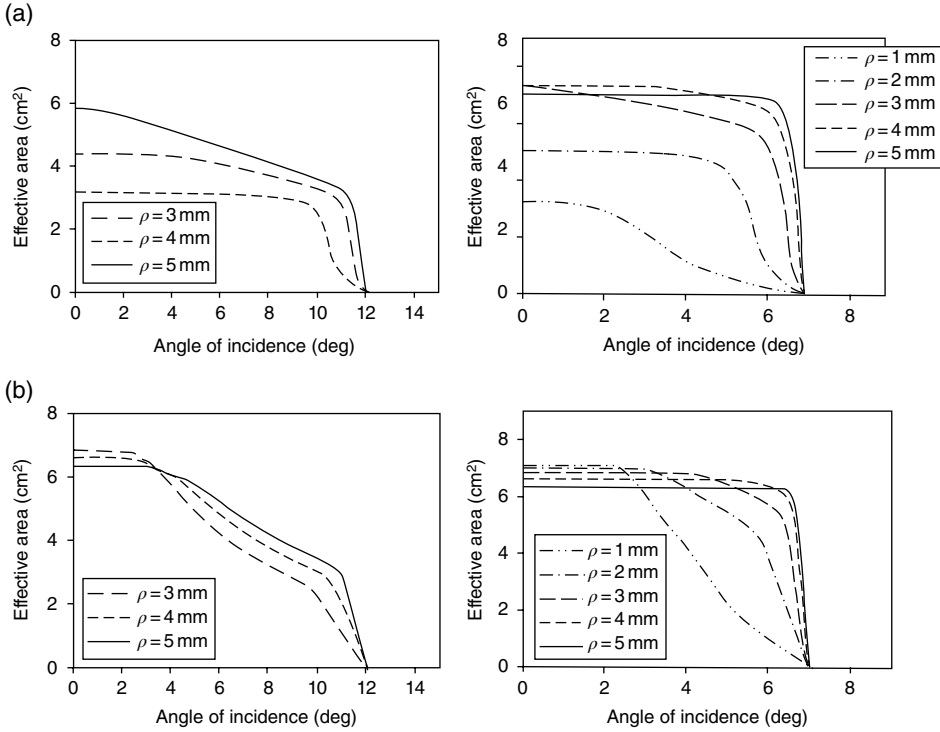 (a)
8
6
4
2
0
Effective area (cm²)
ρ = 3 mm
ρ = 4 mm
ρ = 5 mm
0 2 4 6 8 10 12 14
Angle of incidence (deg)
8
6
4
2
0
Effective area (cm²)
ρ = 1 mm
ρ = 2 mm
ρ = 3 mm
ρ = 4 mm
ρ = 5 mm
0 2 4 6 8
Angle of incidence (deg)
(b)
8
6
4
2
0
Effective area (cm²)
ρ = 3 mm
ρ = 4 mm
ρ = 5 mm
0 2 4 6 8 10 12 14
Angle of incidence (deg)
8
6
4
2
0
Effective area (cm²)
ρ = 1 mm
ρ = 2 mm
ρ = 3 mm
ρ = 4 mm
ρ = 5 mm
0 2 4 6 8
Angle of incidence (deg)